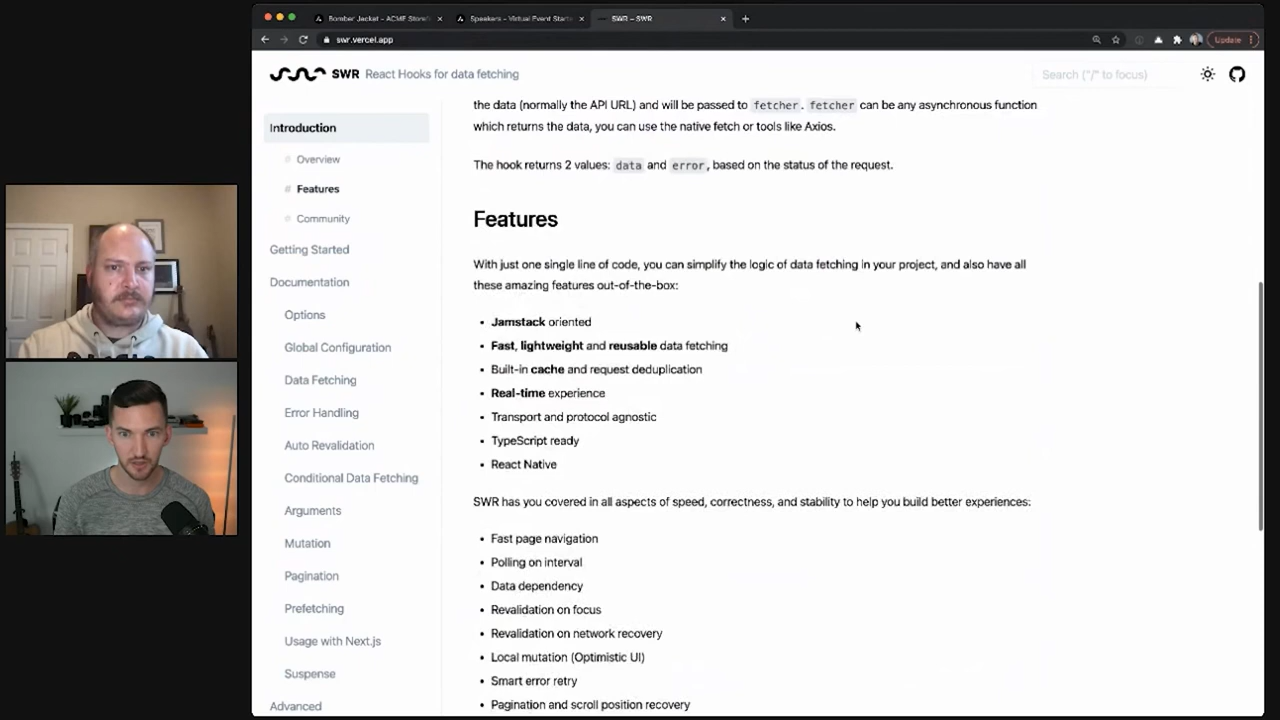 Bomber Jacket - ACME Storef
Speakers - Virtual Event Starte
SWR – SWR
swr.vercel.app
Update
SWR React Hooks for data fetching
Search ("/" to focus)
Introduction
Overview
Features
Community
Getting Started
Documentation
Options
Global Configuration
Data Fetching
Error Handling
Auto Revalidation
Conditional Data Fetching
Arguments
Mutation
Pagination
Prefetching
Usage with Next.js
Suspense
Advanced
the data (normally the API URL) and will be passed to fetcher. fetcher can be any asynchronous function
which returns the data, you can use the native fetch or tools like Axios.
The hook returns 2 values: data and error, based on the status of the request.
Features
With just one single line of code, you can simplify the logic of data fetching in your project, and also have all
these amazing features out-of-the-box:
• Jamstack oriented
• Fast, lightweight and reusable data fetching
• Built-in cache and request deduplication
• Real-time experience
• Transport and protocol agnostic
• TypeScript ready
• React Native
SWR has you covered in all aspects of speed, correctness, and stability to help you build better experiences:
• Fast page navigation
• Polling on interval
• Data dependency
• Revalidation on focus
• Revalidation on network recovery
• Local mutation (Optimistic UI)
• Smart error retry
• Pagination and scroll position recovery